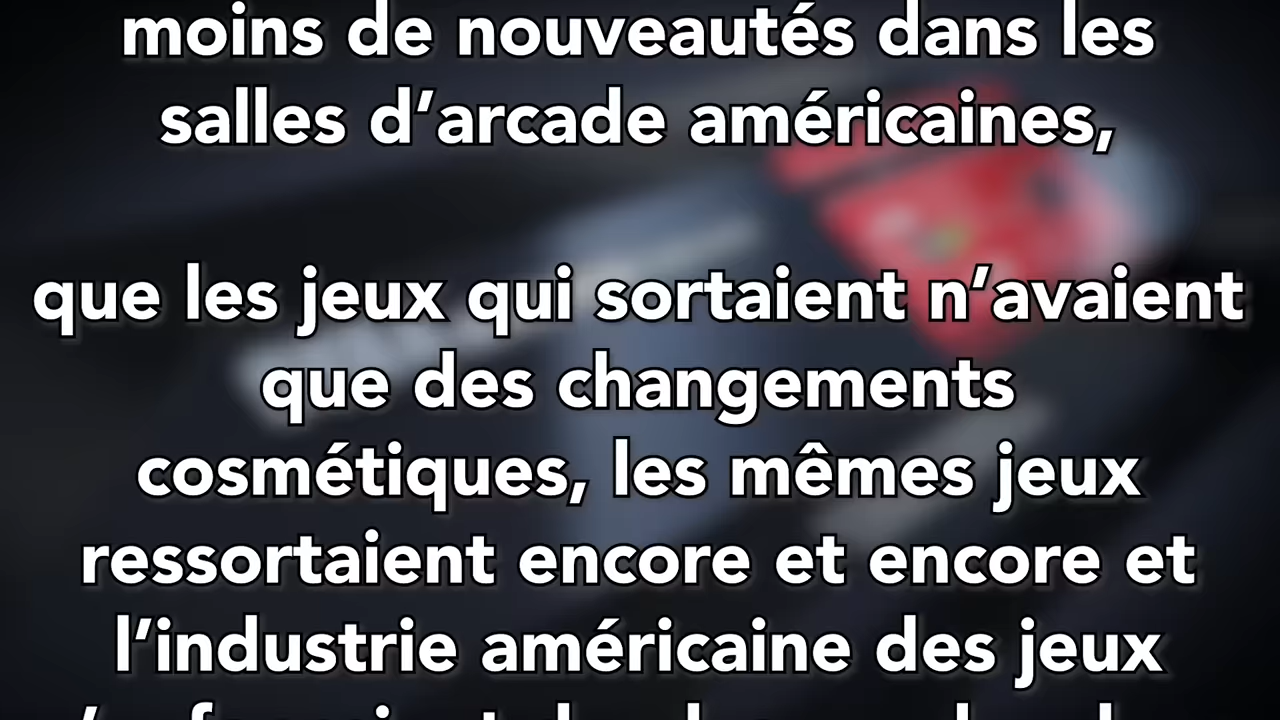 moins de nouveautés dans les
salles d’arcade américaines,
que les jeux qui sortaient n’avaient
que des changements
cosmétiques, les mêmes jeux
ressortaient encore et encore et
l’industrie américaine des jeux